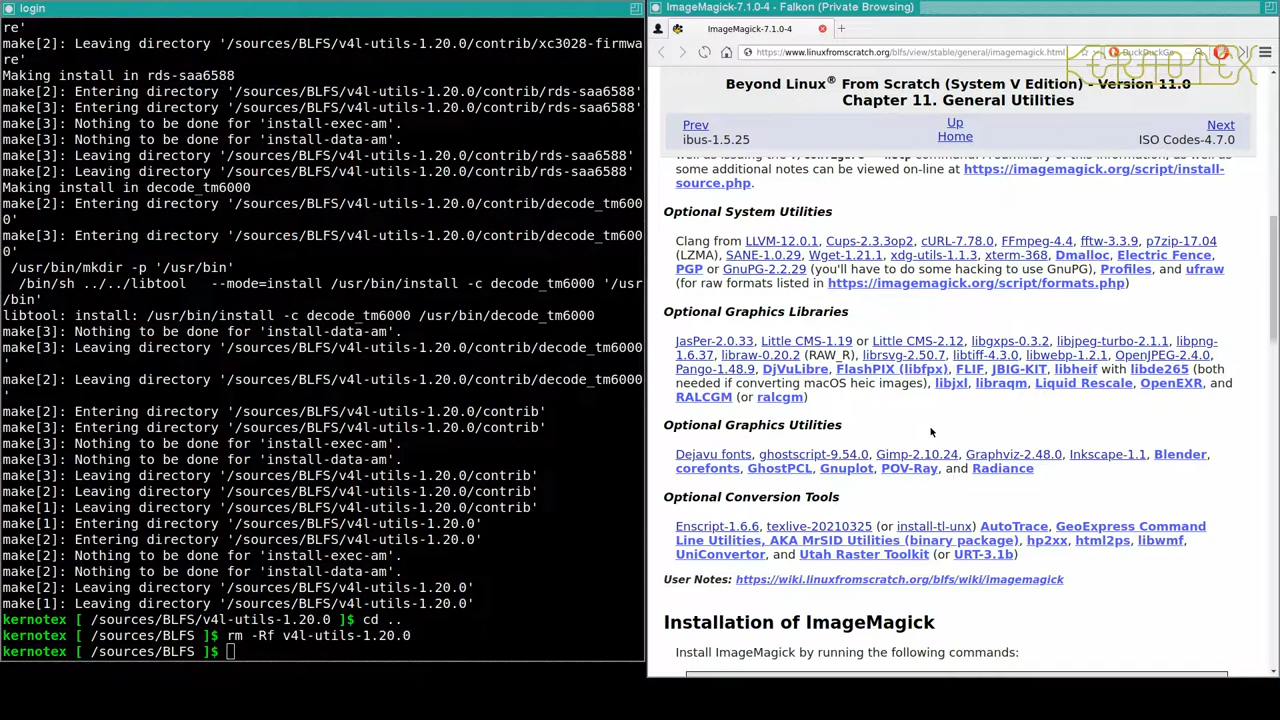 login
re'
make[2]: Leaving directory '/sources/BLFS/v4l-utils-1.20.0/contrib/xc3028-firmwa
re'
Making install in rds-saa6588
make[2]: Entering directory '/sources/BLFS/v4l-utils-1.20.0/contrib/rds-saa6588'
make[3]: Entering directory '/sources/BLFS/v4l-utils-1.20.0/contrib/rds-saa6588'
make[3]: Nothing to be done for 'install-exec-am'.
make[3]: Nothing to be done for 'install-data-am'.
make[3]: Leaving directory '/sources/BLFS/v4l-utils-1.20.0/contrib/rds-saa6588'
make[2]: Leaving directory '/sources/BLFS/v4l-utils-1.20.0/contrib/rds-saa6588'
Making install in decode_tm6000
make[2]: Entering directory '/sources/BLFS/v4l-utils-1.20.0/contrib/decode_tm600
0'
make[3]: Entering directory '/sources/BLFS/v4l-utils-1.20.0/contrib/decode_tm600
0'
/usr/bin/mkdir -p '/usr/bin'
/bin/sh ../../libtool   --mode=install /usr/bin/install -c decode_tm6000 '/usr
/bin'
libtool: install: /usr/bin/install -c decode_tm6000 /usr/bin/decode_tm6000
make[3]: Nothing to be done for 'install-data-am'.
make[3]: Leaving directory '/sources/BLFS/v4l-utils-1.20.0/contrib/decode_tm6000
'
make[2]: Leaving directory '/sources/BLFS/v4l-utils-1.20.0/contrib/decode_tm6000
'
make[2]: Entering directory '/sources/BLFS/v4l-utils-1.20.0/contrib'
make[3]: Entering directory '/sources/BLFS/v4l-utils-1.20.0/contrib'
make[3]: Nothing to be done for 'install-exec-am'.
make[3]: Nothing to be done for 'install-data-am'.
make[3]: Leaving directory '/sources/BLFS/v4l-utils-1.20.0/contrib'
make[2]: Leaving directory '/sources/BLFS/v4l-utils-1.20.0/contrib'
make[1]: Leaving directory '/sources/BLFS/v4l-utils-1.20.0/contrib'
make[1]: Entering directory '/sources/BLFS/v4l-utils-1.20.0'
make[2]: Entering directory '/sources/BLFS/v4l-utils-1.20.0'
make[2]: Nothing to be done for 'install-exec-am'.
make[2]: Nothing to be done for 'install-data-am'.
make[2]: Leaving directory '/sources/BLFS/v4l-utils-1.20.0'
make[1]: Leaving directory '/sources/BLFS/v4l-utils-1.20.0'
kernotex [ /sources/BLFS/v4l-utils-1.20.0 ]$ cd ..
kernotex [ /sources/BLFS ]$ rm -Rf v4l-utils-1.20.0
kernotex [ /sources/BLFS ]$
ImageMagick-7.1.0-4 - Falkon (Private Browsing)
ImageMagick-7.1.0-4
https://www.linuxfromscratch.org/blfs/view/stable/general/imagemagick.html
DuckDuckGo
KERNOTEX
Beyond Linux® From Scratch (System V Edition) - Version 11.0
Chapter 11. General Utilities
Prev Up Next
ibus-1.5.25 Home ISO Codes-4.7.0
some additional notes can be viewed on-line at https://imagemagick.org/script/install-
source.php.
Optional System Utilities
Clang from LLVM-12.0.1, Cups-2.3.3op2, cURL-7.78.0, FFmpeg-4.4, fftw-3.3.9, p7zip-17.04
(LZMA), SANE-1.0.29, Wget-1.21.1, xdg-utils-1.1.3, xterm-368, Dmalloc, Electric Fence,
PGP or GnuPG-2.2.29 (you'll have to do some hacking to use GnuPG), Profiles, and ufraw
(for raw formats listed in https://imagemagick.org/script/formats.php)
Optional Graphics Libraries
JasPer-2.0.33, Little CMS-1.19 or Little CMS-2.12, libgxps-0.3.2, libjpeg-turbo-2.1.1, libpng-
1.6.37, libraw-0.20.2 (RAW_R), librsvg-2.50.7, libtiff-4.3.0, libwebp-1.2.1, OpenJPEG-2.4.0,
Pango-1.48.9, DjVuLibre, FlashPIX (libfpx), FLIF, JBIG-KIT, libheif with libde265 (both
needed if converting macOS heic images), libjxl, libraqm, Liquid Rescale, OpenEXR, and
RALCGM (or ralcgm)
Optional Graphics Utilities
Dejavu fonts, ghostscript-9.54.0, Gimp-2.10.24, Graphviz-2.48.0, Inkscape-1.1, Blender,
corefonts, GhostPCL, Gnuplot, POV-Ray, and Radiance
Optional Conversion Tools
Enscript-1.6.6, texlive-20210325 (or install-tl-unx) AutoTrace, GeoExpress Command
Line Utilities, AKA MrSID Utilities (binary package), hp2xx, html2ps, libwmf,
UniConvertor, and Utah Raster Toolkit (or URT-3.1b)
User Notes: https://wiki.linuxfromscratch.org/blfs/wiki/imagemagick
Installation of ImageMagick
Install ImageMagick by running the following commands: